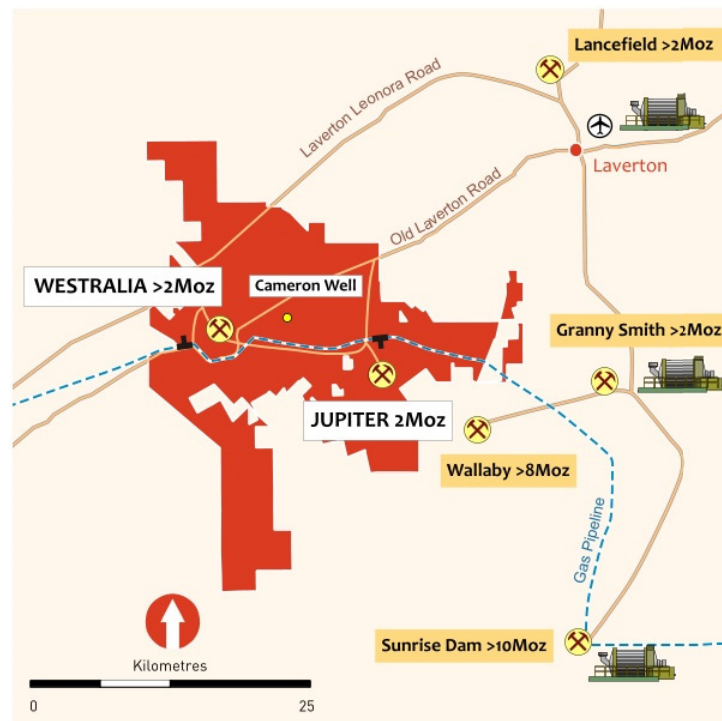 Lancefield >2Moz
Laverton Leonora Road
Laverton
Old Laverton Road
WESTRALIA >2Moz
Cameron Well
Granny Smith >2Moz
JUPITER 2Moz
Wallaby >8Moz
Gas Pipeline
Sunrise Dam >10Moz
Kilometres
0
25